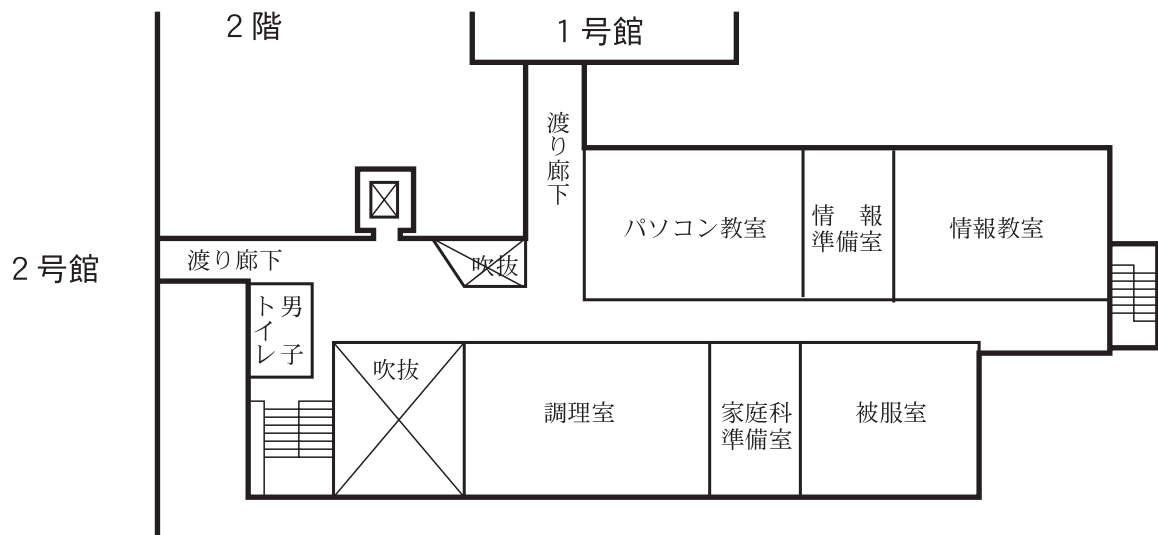 2階
1号館
渡り廊下
パソコン教室
情 報
準備室
情報教室
2号館
渡り廊下
吹抜
男子
トイレ
吹抜
調理室
家庭科
準備室
被服室